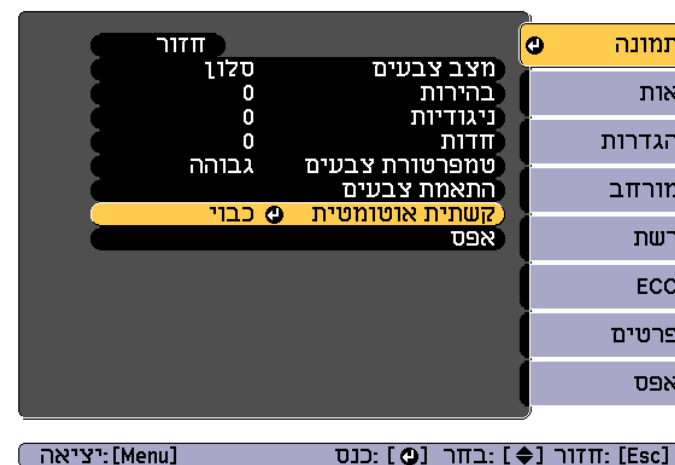 תמונה
אות
הגדרות
מורחב
רשת
ECO
פרטים
אפס
חזור
מצב צבעים סלון
בהירות 0
ניגודיות 0
חדות 0
טמפרטורת צבעים גבוהה
התאמת צבעים
קשתית אוטומטית כבוי
אפס
[Esc] :חזור [◆]: בחר [↵]: כנס [Menu]:יציאה